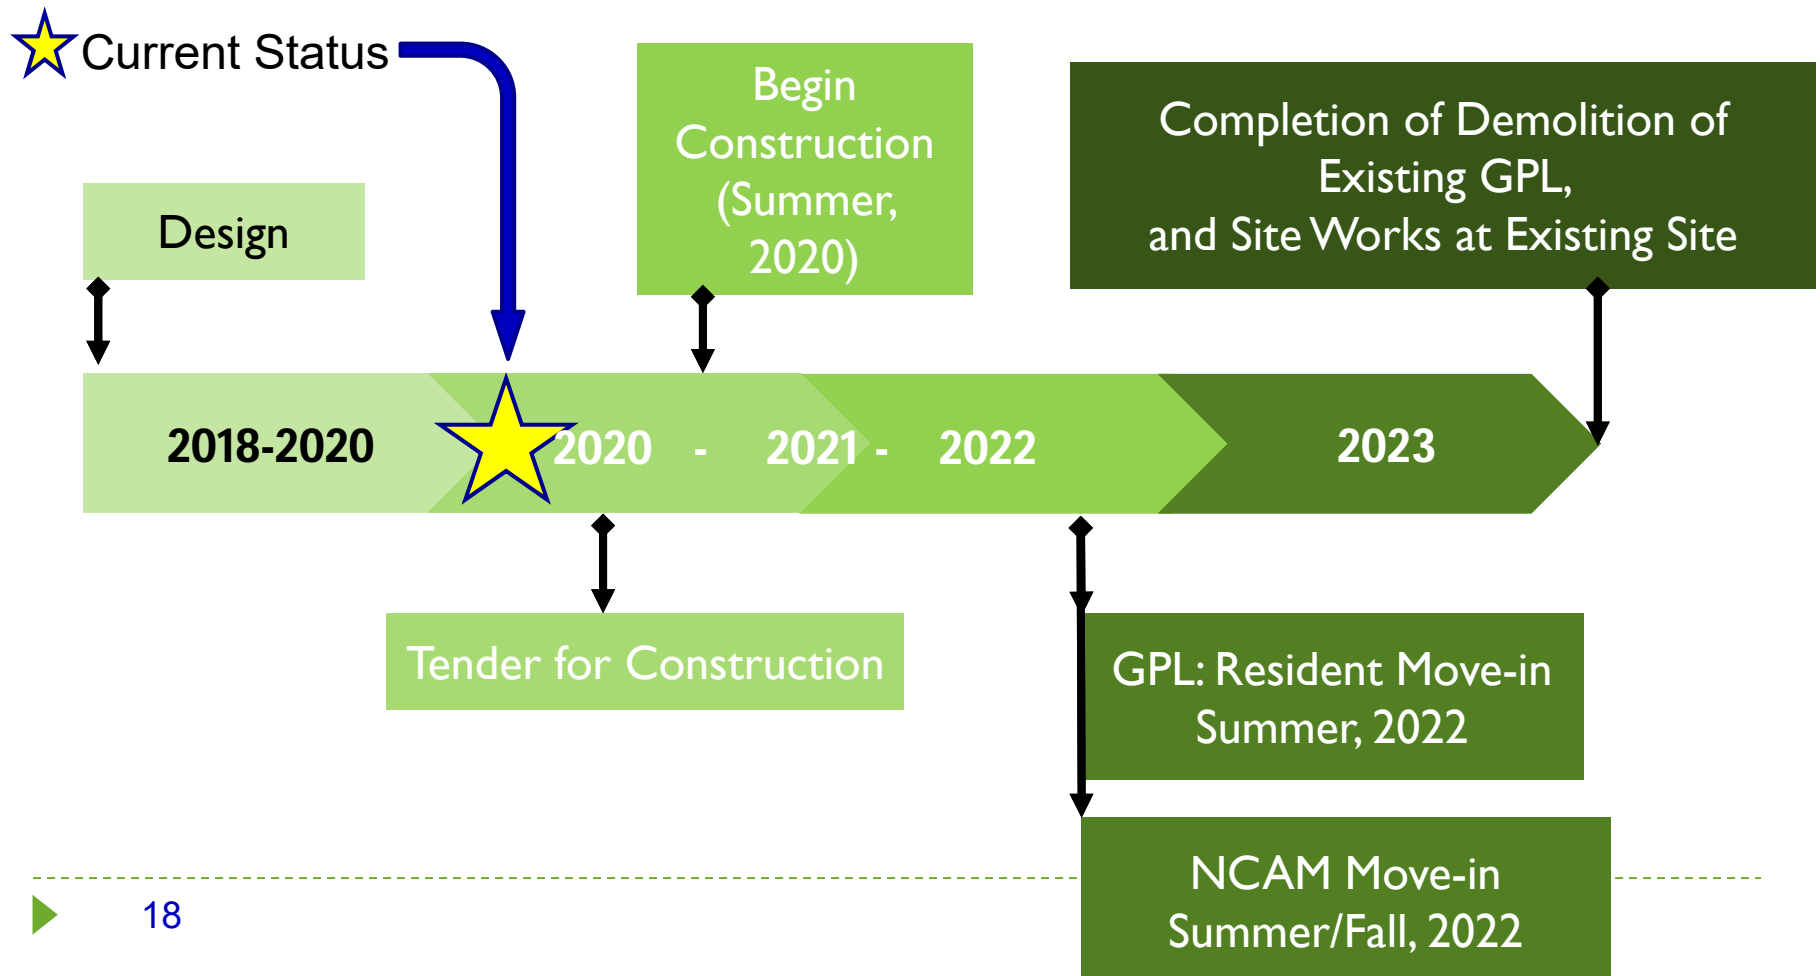 Current Status
Begin
Construction
(Summer,
2020)
Completion of Demolition of
Existing GPL,
and Site Works at Existing Site
Design
2018-2020
2020 - 2021 - 2022
2023
Tender for Construction
GPL: Resident Move-in
Summer, 2022
NCAM Move-in
Summer/Fall, 2022
18